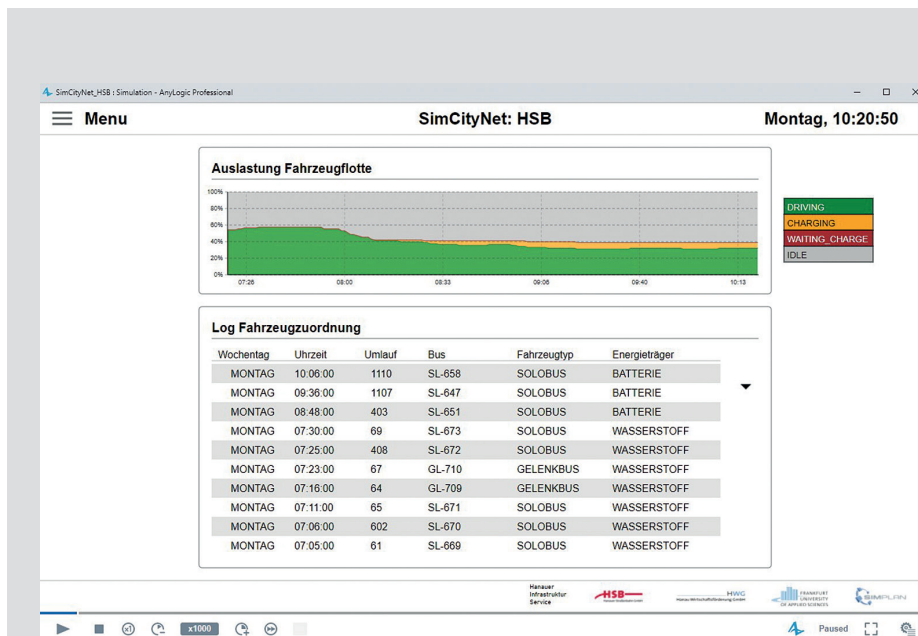 SimCityNet_HSB : Simulation - AnyLogic Professional
Menu SimCityNet: HSB Montag, 10:20:50
Auslastung Fahrzeugflotte
100%
80%
60%
40%
20%
0%
07:26 08:00 08:33 09:06 09:40 10:13
DRIVING
CHARGING
WAITING_CHARGE
IDLE
Log Fahrzeugzuordnung
Wochentag Uhrzeit Umlauf Bus Fahrzeugtyp Energieträger
MONTAG 10:06:00 1110 SL-658 SOLOBUS BATTERIE
MONTAG 09:36:00 1107 SL-647 SOLOBUS BATTERIE
MONTAG 08:48:00 403 SL-651 SOLOBUS BATTERIE
MONTAG 07:30:00 69 SL-673 SOLOBUS WASSERSTOFF
MONTAG 07:25:00 408 SL-672 SOLOBUS WASSERSTOFF
MONTAG 07:23:00 67 GL-710 GELENKBUS WASSERSTOFF
MONTAG 07:16:00 64 GL-709 GELENKBUS WASSERSTOFF
MONTAG 07:11:00 65 SL-671 SOLOBUS WASSERSTOFF
MONTAG 07:06:00 602 SL-670 SOLOBUS WASSERSTOFF
MONTAG 07:05:00 61 SL-669 SOLOBUS WASSERSTOFF
Hanauer
Infrastruktur
Service
HSB
HWG
Hanau Wirtschaftsförderung GmbH
FRANKFURT
UNIVERSITY
OF APPLIED SCIENCES
SIMPLAN
x1 x1000 Paused